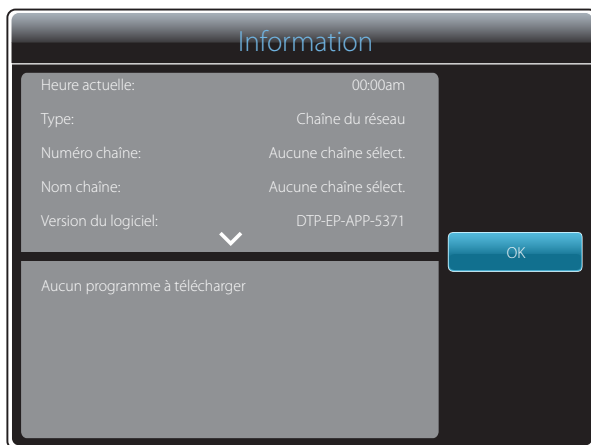 Information
Heure actuelle: 00:00am
Type: Chaîne du réseau
Numéro chaîne: Aucune chaîne sélect.
Nom chaîne: Aucune chaîne sélect.
Version du logiciel: DTP-EP-APP-5371
OK
Aucun programme à télécharger